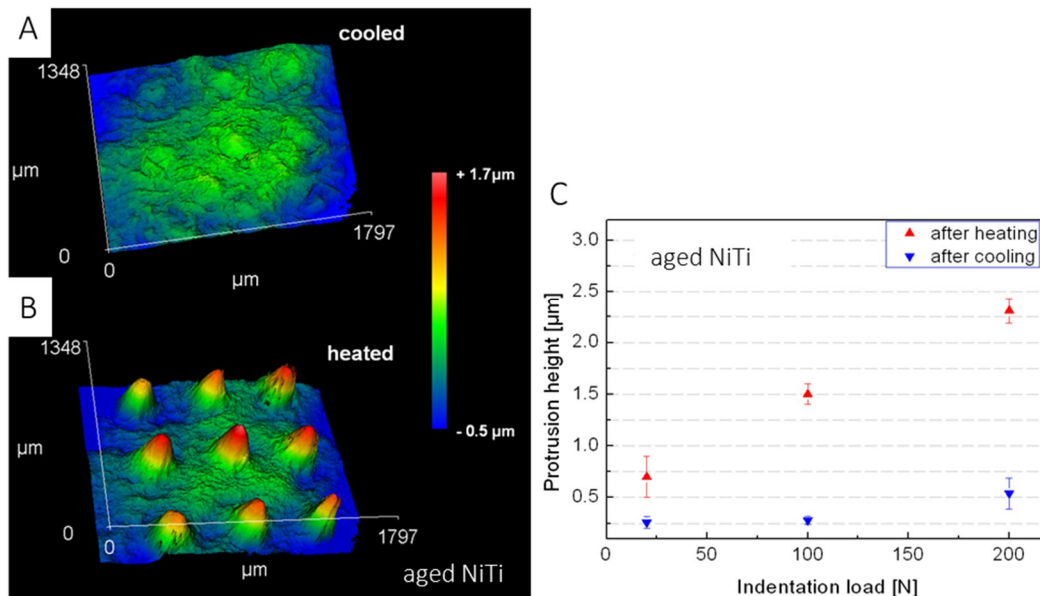 A
cooled
1348
µm
0
0
1797
µm
+ 1.7µm
- 0.5 µm
B
heated
1348
µm
0
0
1797
µm
aged NiTi
C
aged NiTi
after heating
after cooling
3.0
2.5
2.0
1.5
1.0
0.5
Protrusion height [µm]
0
50
100
150
200
Indentation load [N]